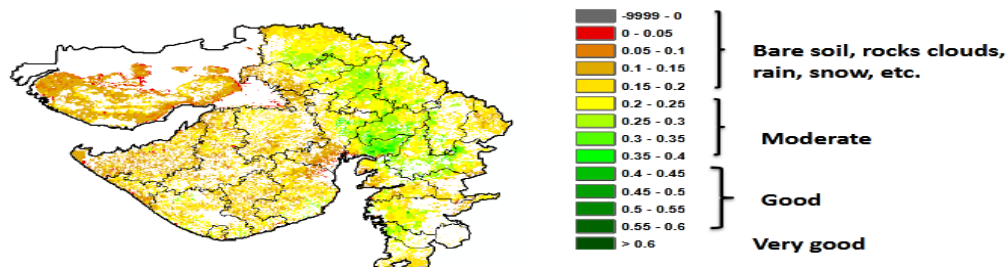 -9999 - 0
0 - 0.05
0.05 - 0.1
0.1 - 0.15
0.15 - 0.2
0.2 - 0.25
0.25 - 0.3
0.3 - 0.35
0.35 - 0.4
0.4 - 0.45
0.45 - 0.5
0.5 - 0.55
0.55 - 0.6
> 0.6
Bare soil, rocks clouds,
rain, snow, etc.
Moderate
Good
Very good